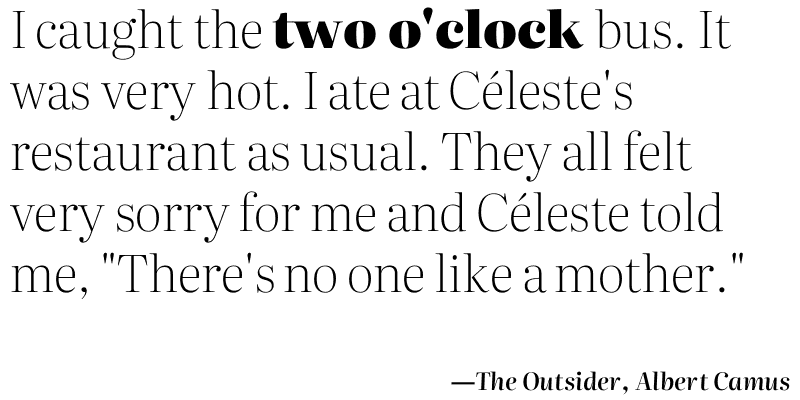 I caught the two o'clock bus. It
was very hot. I ate at Céleste's
restaurant as usual. They all felt
very sorry for me and Céleste told
me, "There's no one like a mother."
—The Outsider, Albert Camus